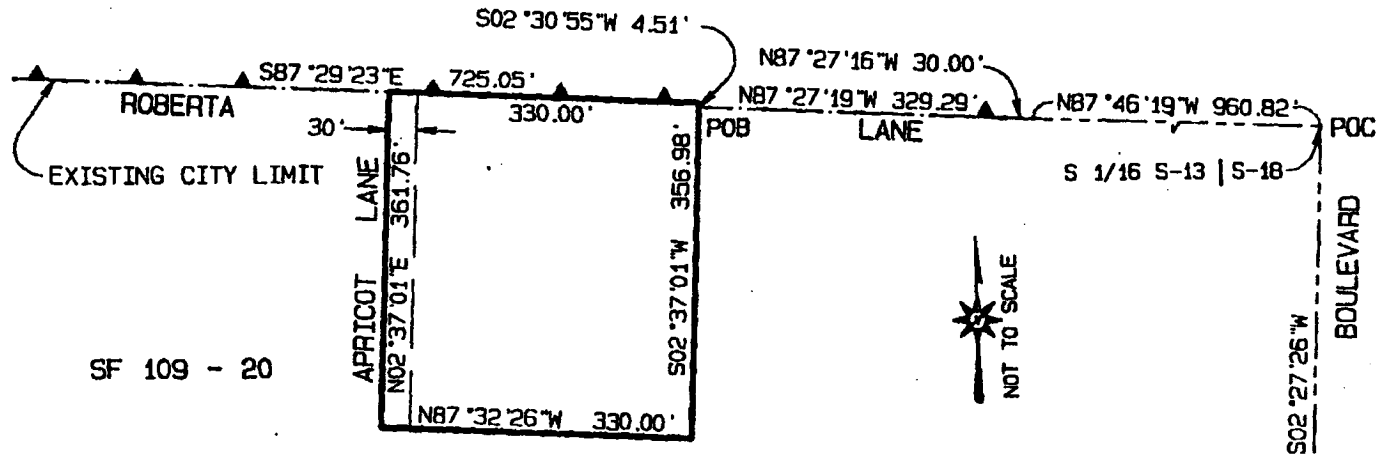 S02°30'55"W 4.51'
N87°27'16"W 30.00'
S87°29'23"E 725.05'
ROBERTA
330.00'
N87°27'19"W 329.29'
LANE
N87°46'19"W 960.82'
POB
POC
30'
EXISTING CITY LIMIT
S 1/16 S-13 | S-18
APRICOT LANE
N02°37'01"E 361.76'
S02°37'01"W 356.98'
NOT TO SCALE
BOULEVARD
S02°27'26"W
SF 109 - 20
N87°32'26"W 330.00'